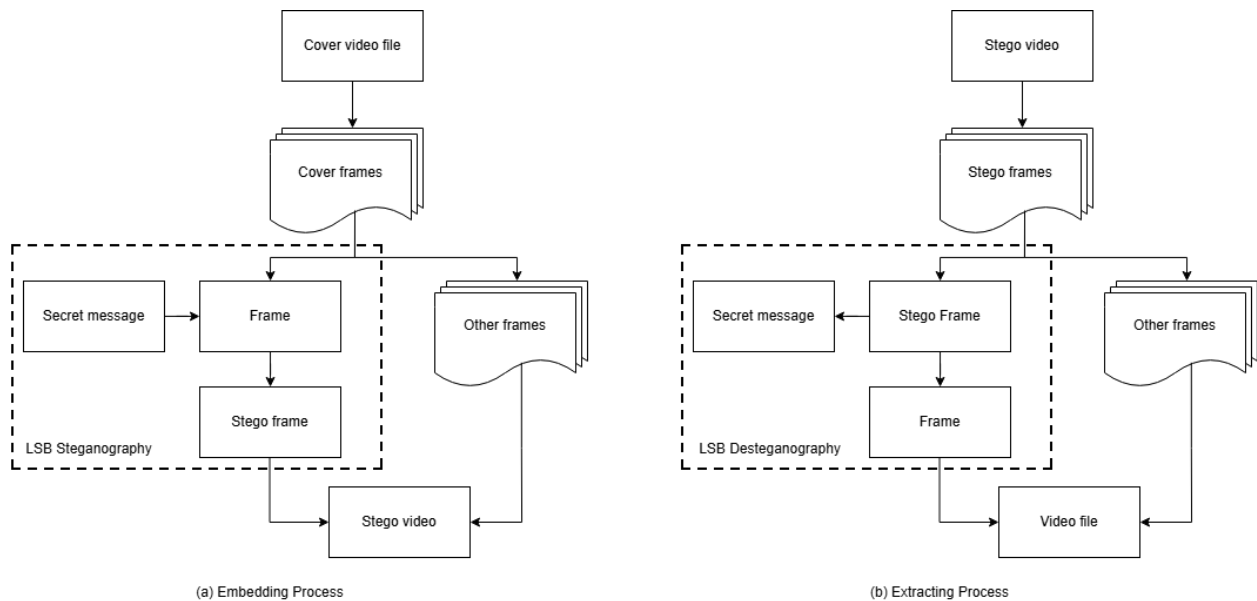 Cover video file
Cover frames
Secret message
Frame
Other frames
Stego frame
LSB Steganography
Stego video
(a) Embedding Process
Stego video
Stego frames
Secret message
Stego Frame
Other frames
Frame
LSB Desteganography
Video file
(b) Extracting Process